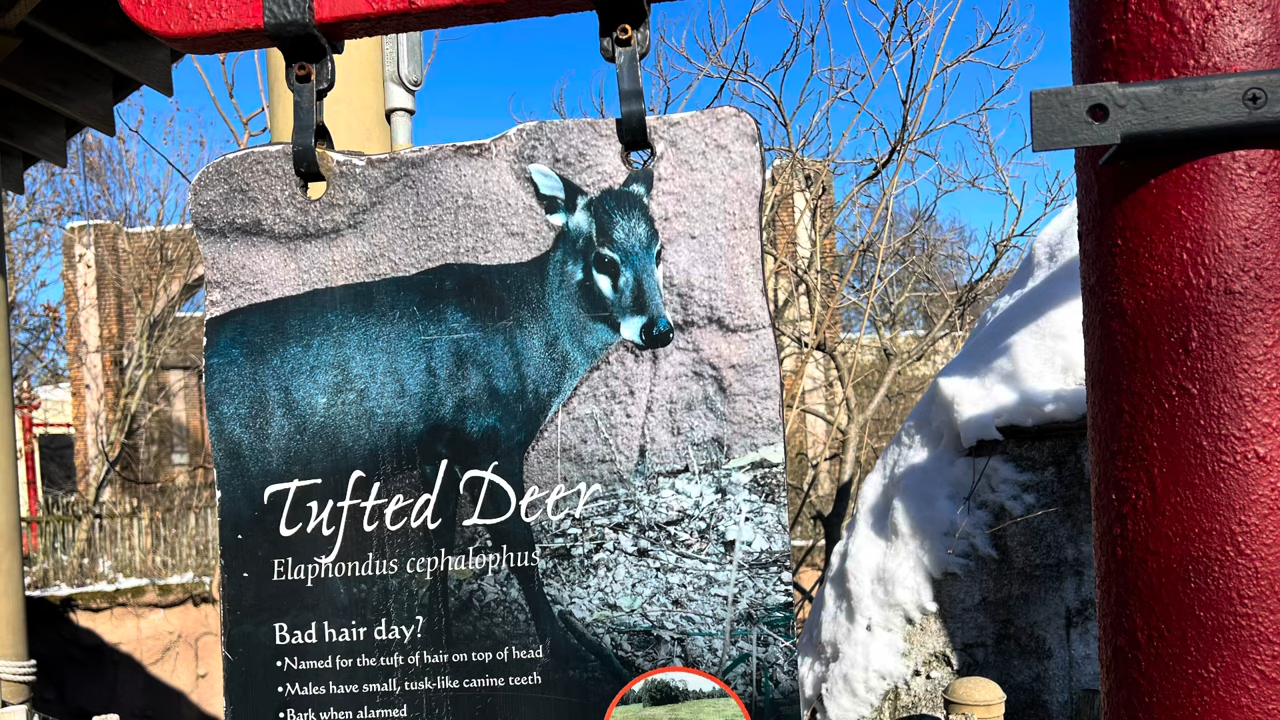 Tufted Deer
Elaphondus cephalophus
Bad hair day?
•Named for the tuft of hair on top of head
•Males have small, tusk-like canine teeth
•Bark when alarmed